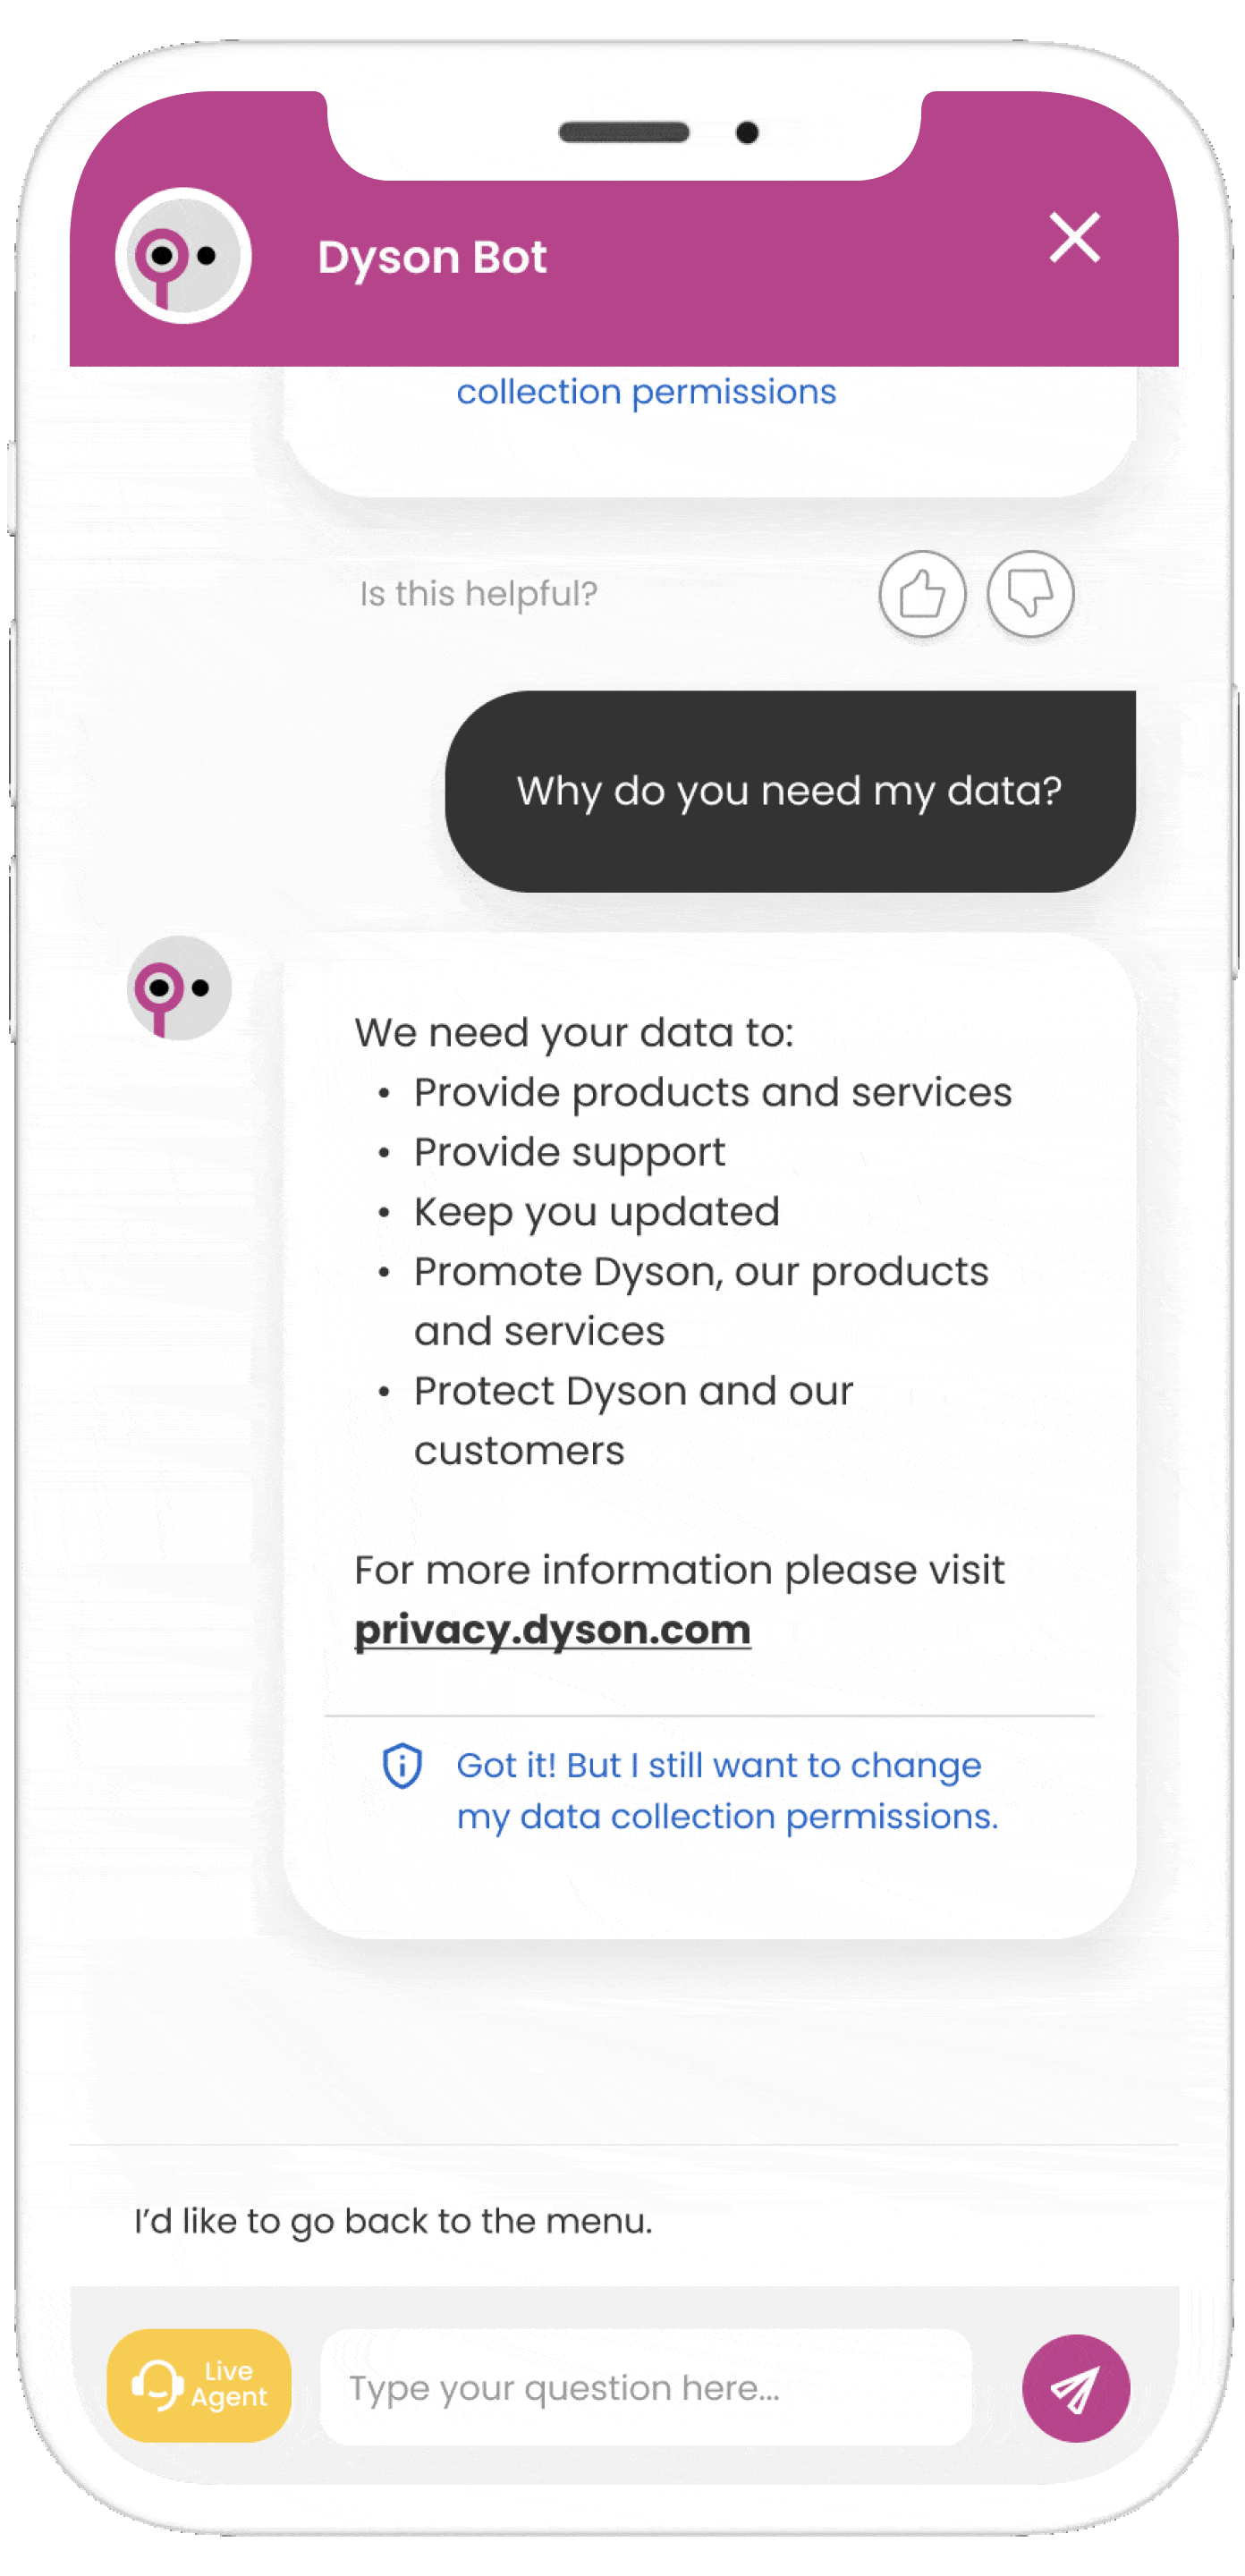 Dyson Bot
collection permissions
Is this helpful?
Why do you need my data?
We need your data to:
• Provide products and services
• Provide support
• Keep you updated
• Promote Dyson, our products
and services
• Protect Dyson and our
customers
For more information please visit
privacy.dyson.com
Got it! But I still want to change
my data collection permissions.
I’d like to go back to the menu.
Live
Agent
Type your question here...